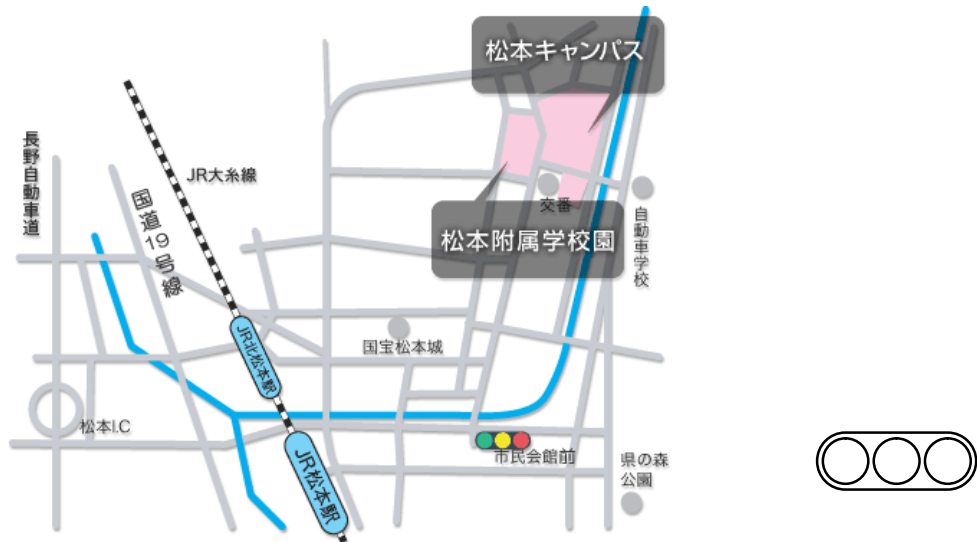 松本キャンパス
長野自動車道
JR大糸線
国道19号線
交番
松本附属学校園
自動車学校
JR北松本駅
国宝松本城
松本I.C
市民会館前
JR松本駅
県の森
公園